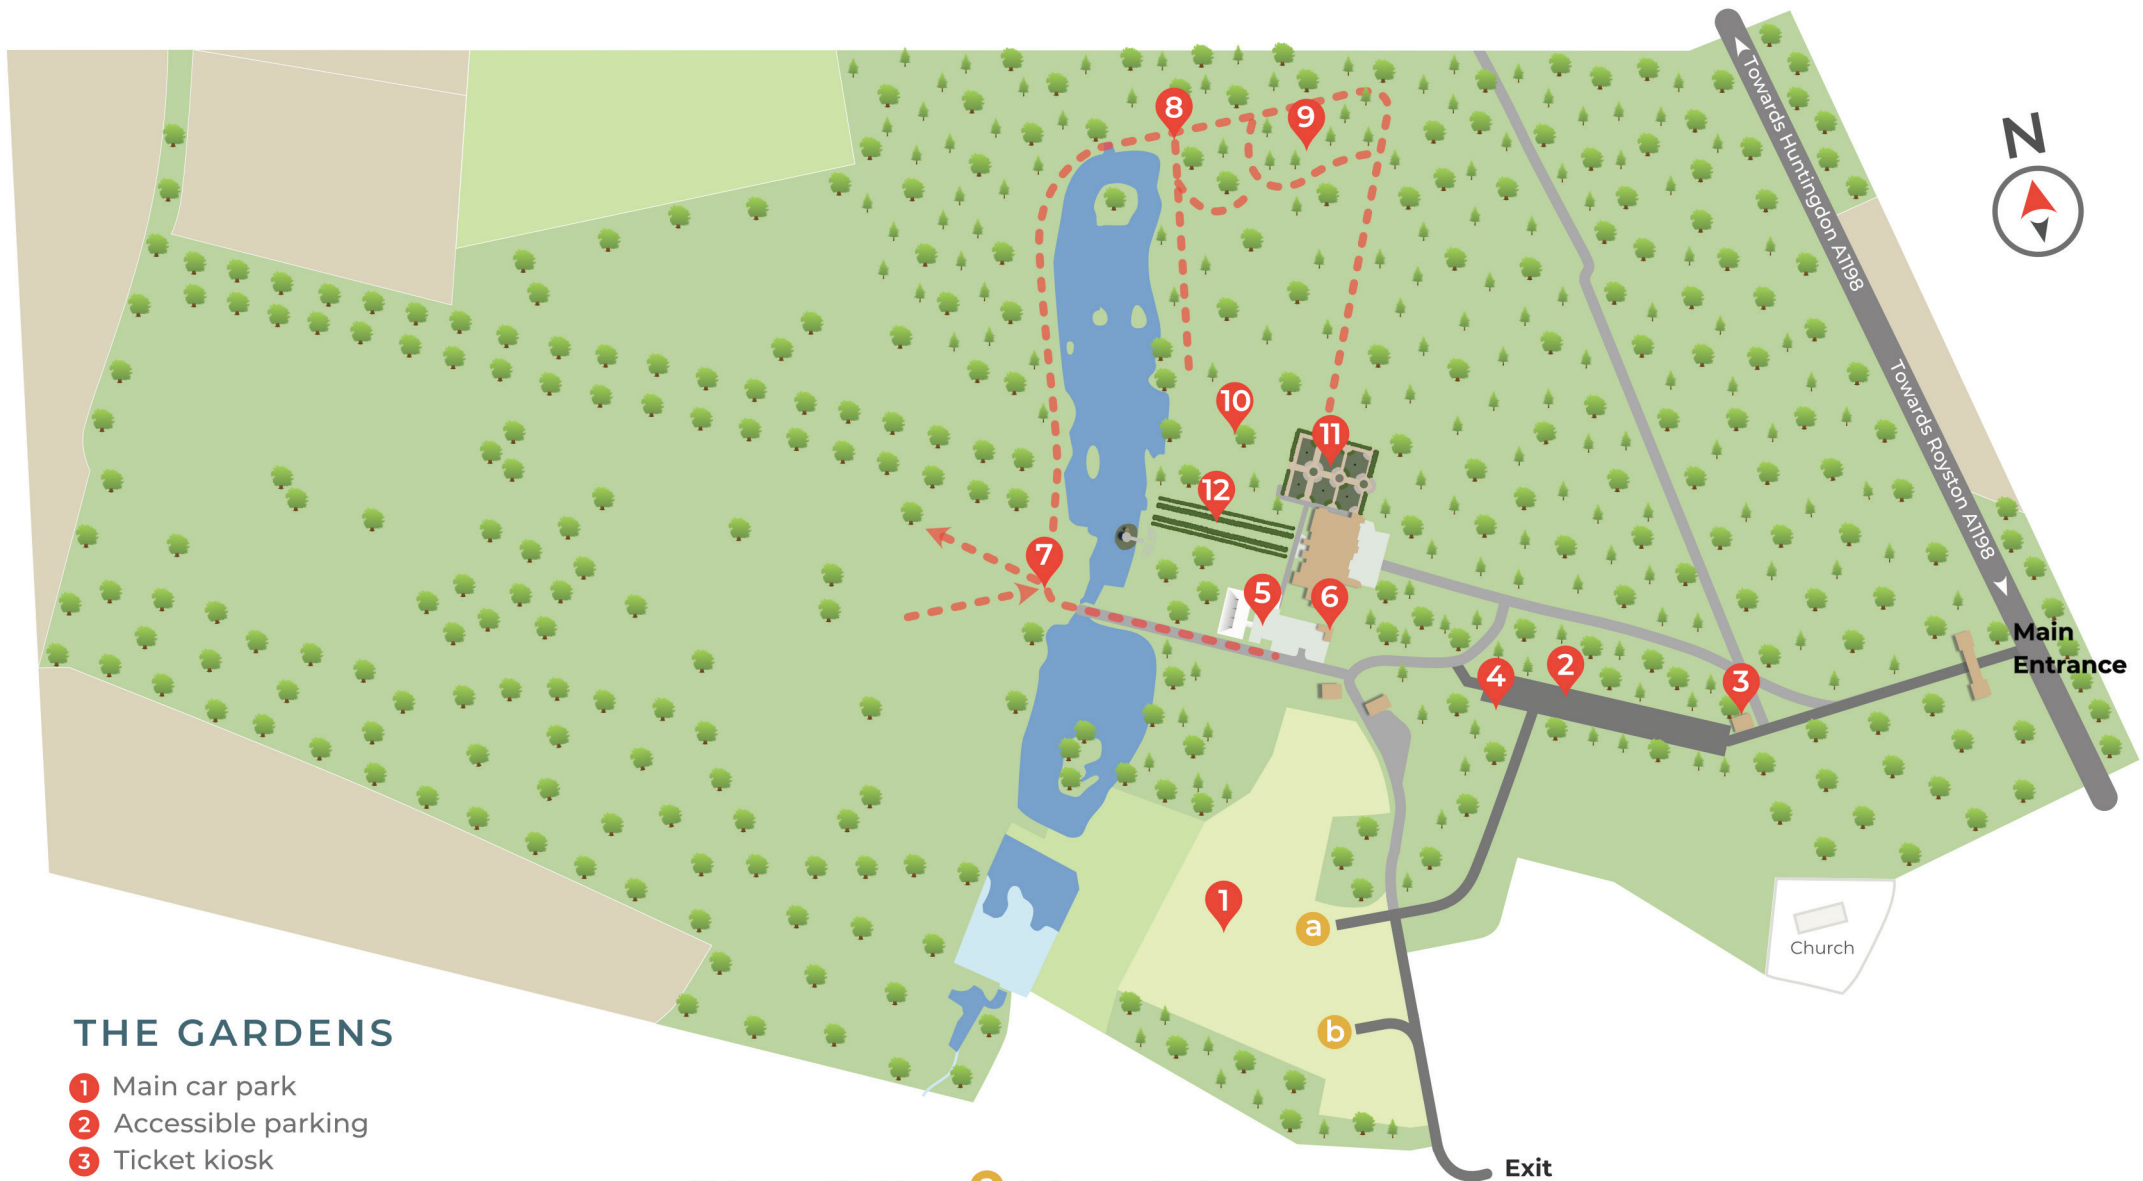 N
Towards Huntingdon A1198
Towards Royston A1198
8
9
10
11
12
7
5
6
4
2
3
Main
Entrance
1
a
Church
b
THE GARDENS
1 Main car park
2 Accessible parking
3 Ticket kiosk
Exit